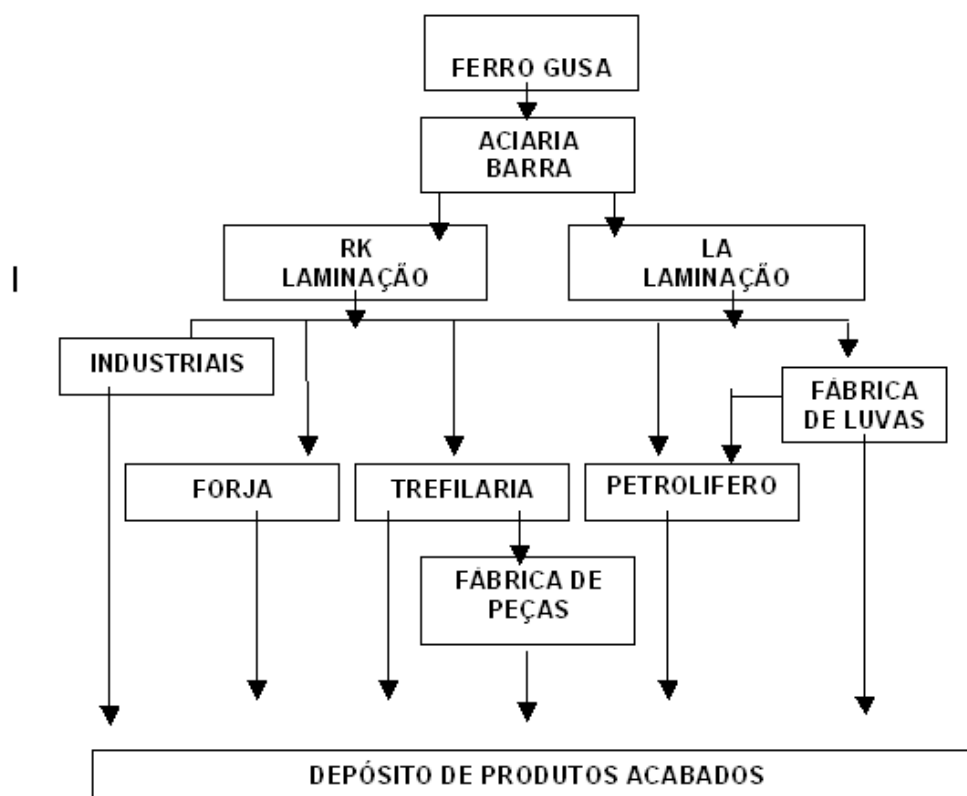 FERRO GUSA
ACIARIA
BARRA
RK
LAMINAÇÃO
LA
LAMINAÇÃO
I
INDUSTRIAIS
FÁBRICA
DE LUVAS
FORJA
TREFILARIA
PETROLIFERO
FÁBRICA DE
PEÇAS
DEPÓSITO DE PRODUTOS ACABADOS